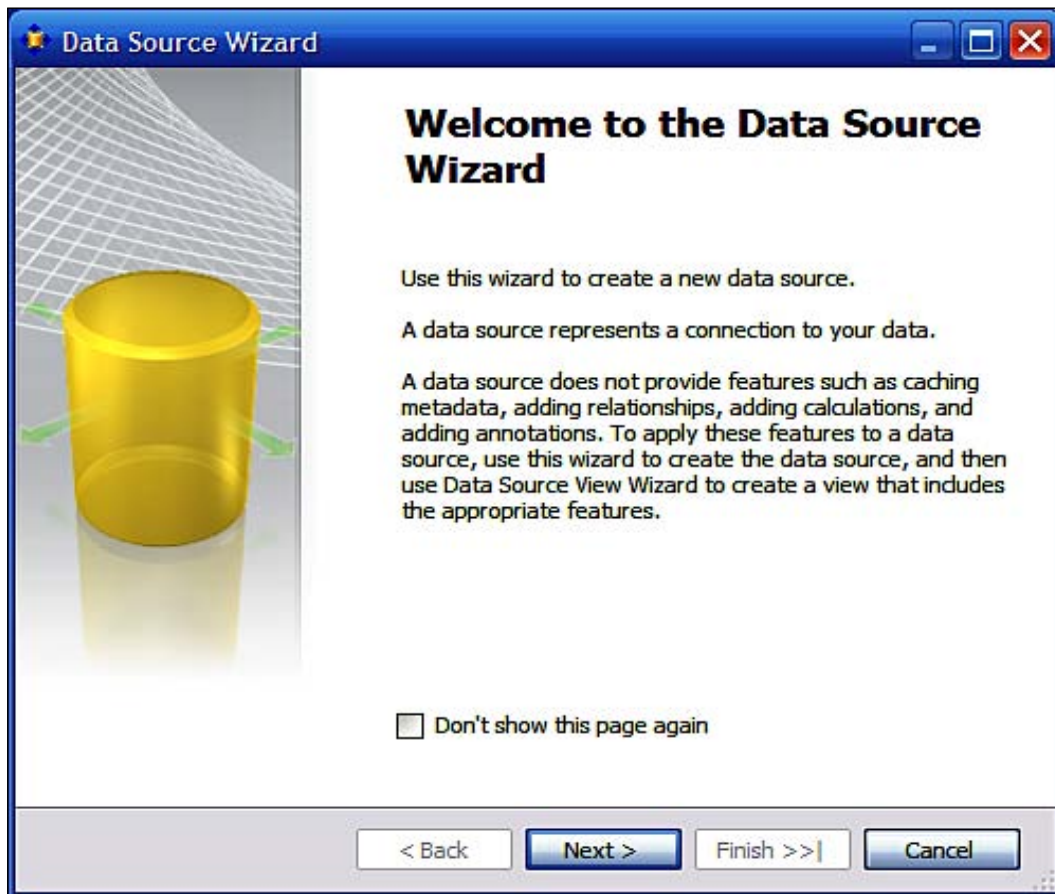 Data Source Wizard
Welcome to the Data Source
Wizard
Use this wizard to create a new data source.
A data source represents a connection to your data.
A data source does not provide features such as caching
metadata, adding relationships, adding calculations, and
adding annotations. To apply these features to a data
source, use this wizard to create the data source, and then
use Data Source View Wizard to create a view that includes
the appropriate features.
Don't show this page again
< Back
Next >
Finish >>|
Cancel